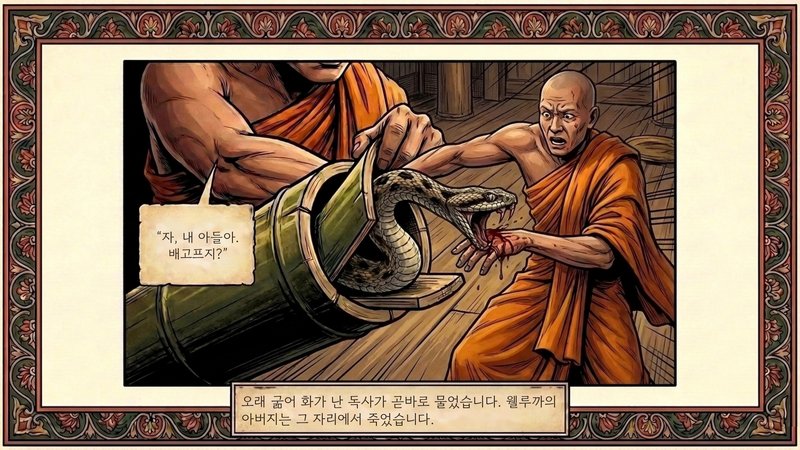 “자, 내 아들아.
배고프지?”
오래 굶어 화가 난 독사가 곧바로 물었습니다. 웰루까의
아버지는 그 자리에서 죽었습니다.